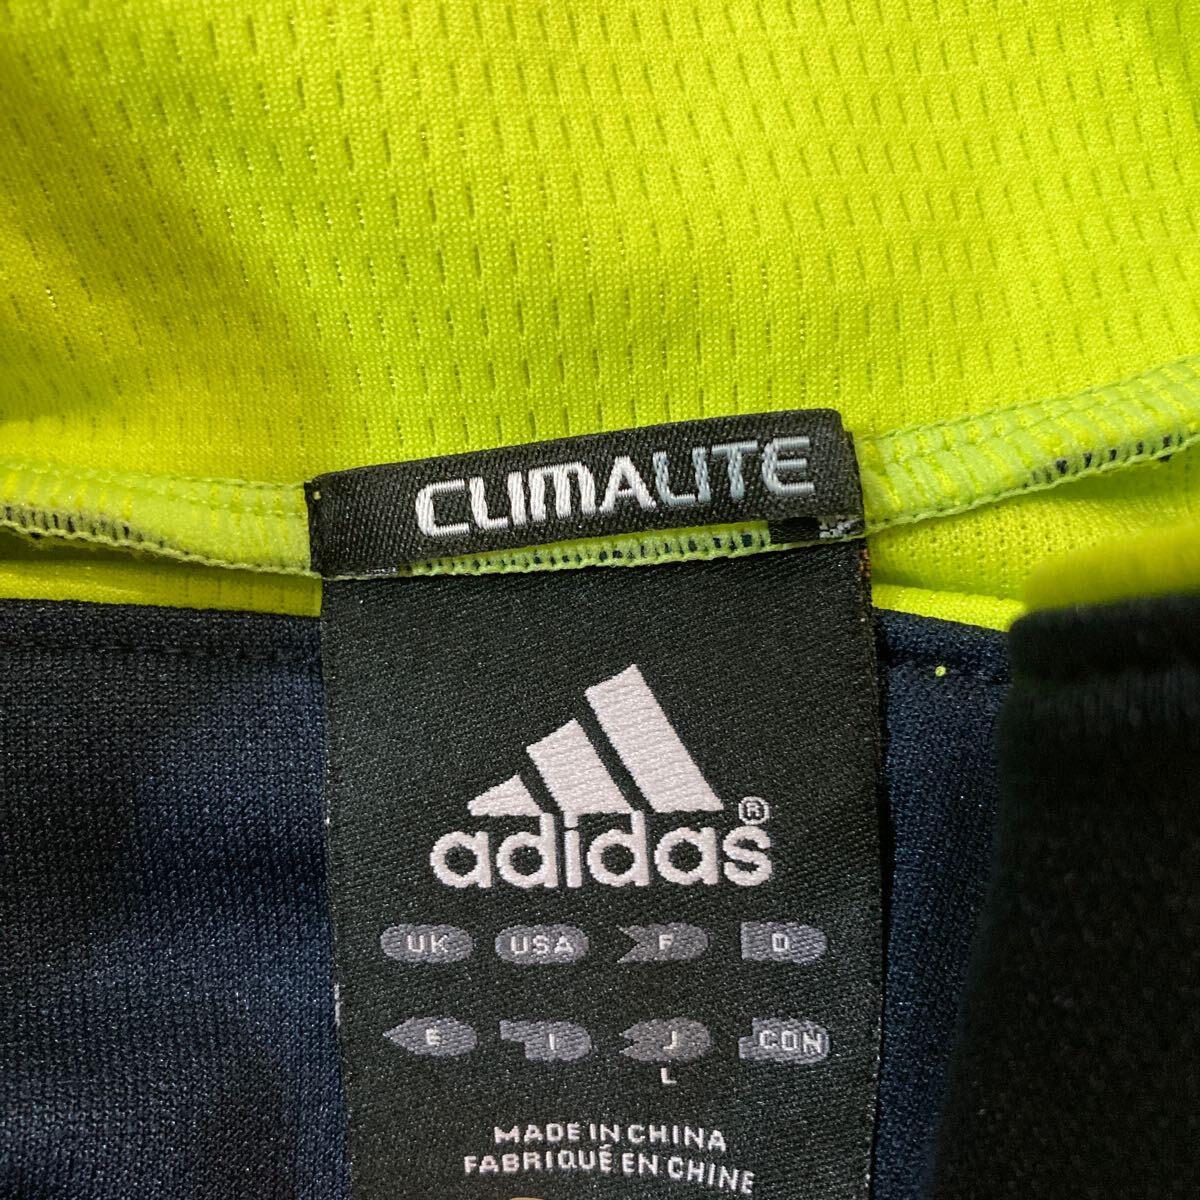 CLIMALITE
adidas®
UK USA F D
E I J CON
L
MADE IN CHINA
FABRIQUÉ EN CHINE